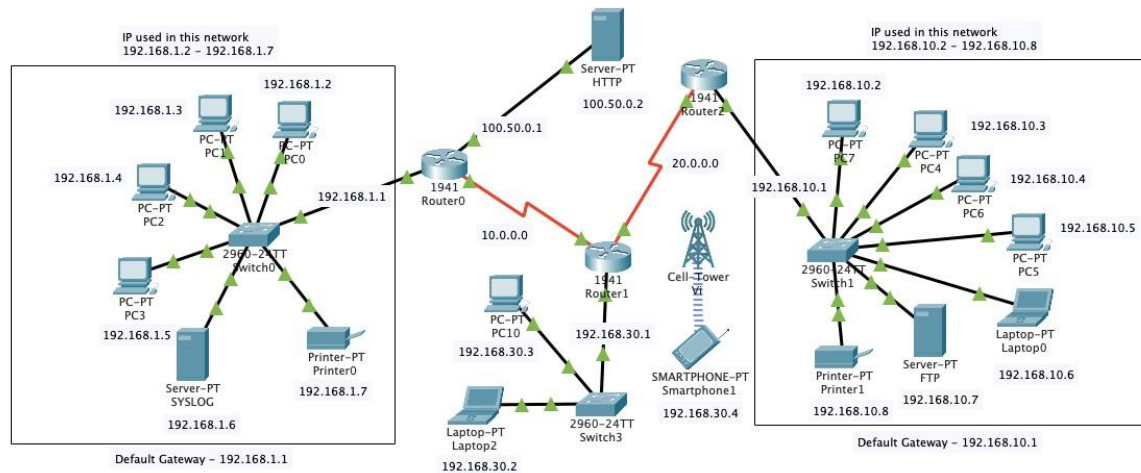 IP used in this network
192.168.1.2 – 192.168.1.7
192.168.1.2
192.168.1.3
PC-PT
PC1
PC-PT
PC0
192.168.1.4
PC-PT
PC2
192.168.1.1
2960-24TT
Switch0
PC-PT
PC3
192.168.1.5
Server-PT
SYSLOG
192.168.1.6
Printer-PT
Printer0
192.168.1.7
Default Gateway – 192.168.1.1
Server-PT
HTTP
100.50.0.2
100.50.0.1
1941
Router0
10.0.0.0
1941
Router1
1941
Router2
20.0.0.0
Cell-Tower
PC-PT
PC10
192.168.30.3
192.168.30.1
SMARTPHONE-PT
Smartphone1
192.168.30.4
2960-24TT
Switch3
Laptop-PT
Laptop2
192.168.30.2
IP used in this network
192.168.10.2 – 192.168.10.8
192.168.10.2
PC-PT
PC7
192.168.10.3
PC-PT
PC4
192.168.10.4
PC-PT
PC6
192.168.10.1
192.168.10.5
PC-PT
PC5
2960-24TT
Switch1
Laptop-PT
Laptop0
192.168.10.6
Server-PT
FTP
192.168.10.7
Printer-PT
Printer1
192.168.10.8
Default Gateway – 192.168.10.1